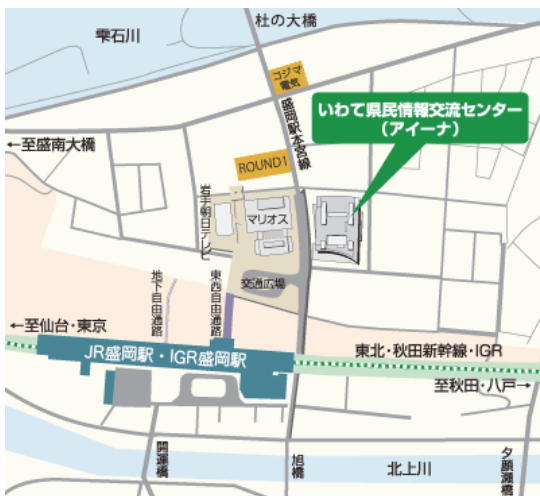 杜の大橋
雫石川
コジマ
電気
盛岡駅本宮線
いわて県民情報交流センター
（アイーナ）
←至盛南大橋
ROUND1
岩手朝日テレビ
マリオス
交通広場
地下自由通路
東西自由通路
←至仙台・東京
JR盛岡駅・IGR盛岡駅
東北・秋田新幹線・IGR
至秋田・八戸→
開運橋
旭橋
北上川
夕顔瀬橋